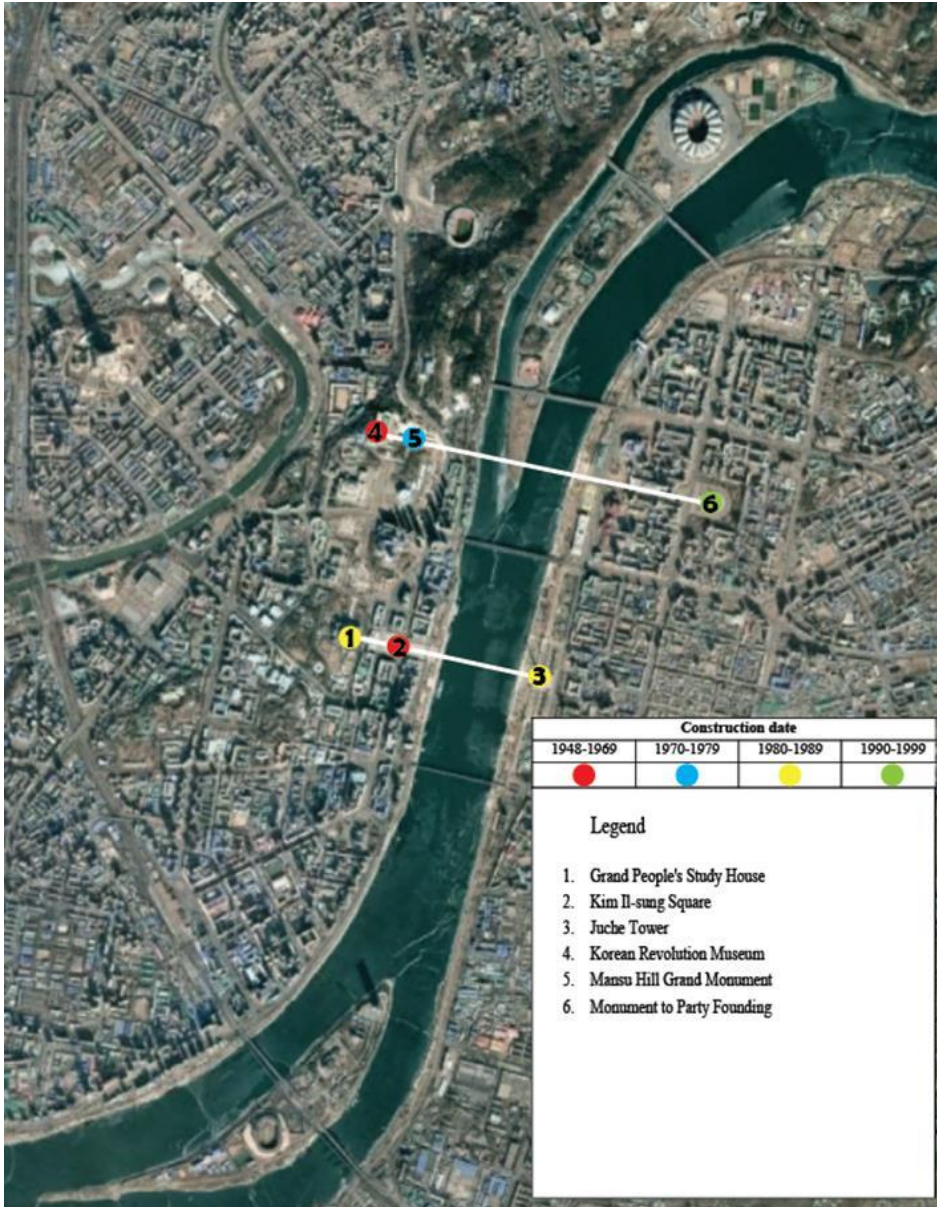 4
5
6
1
2
3
Construction date
1948-1969 1970-1979 1980-1989 1990-1999
Legend
1. Grand People's Study House
2. Kim Il-sung Square
3. Juche Tower
4. Korean Revolution Museum
5. Mansu Hill Grand Monument
6. Monument to Party Founding